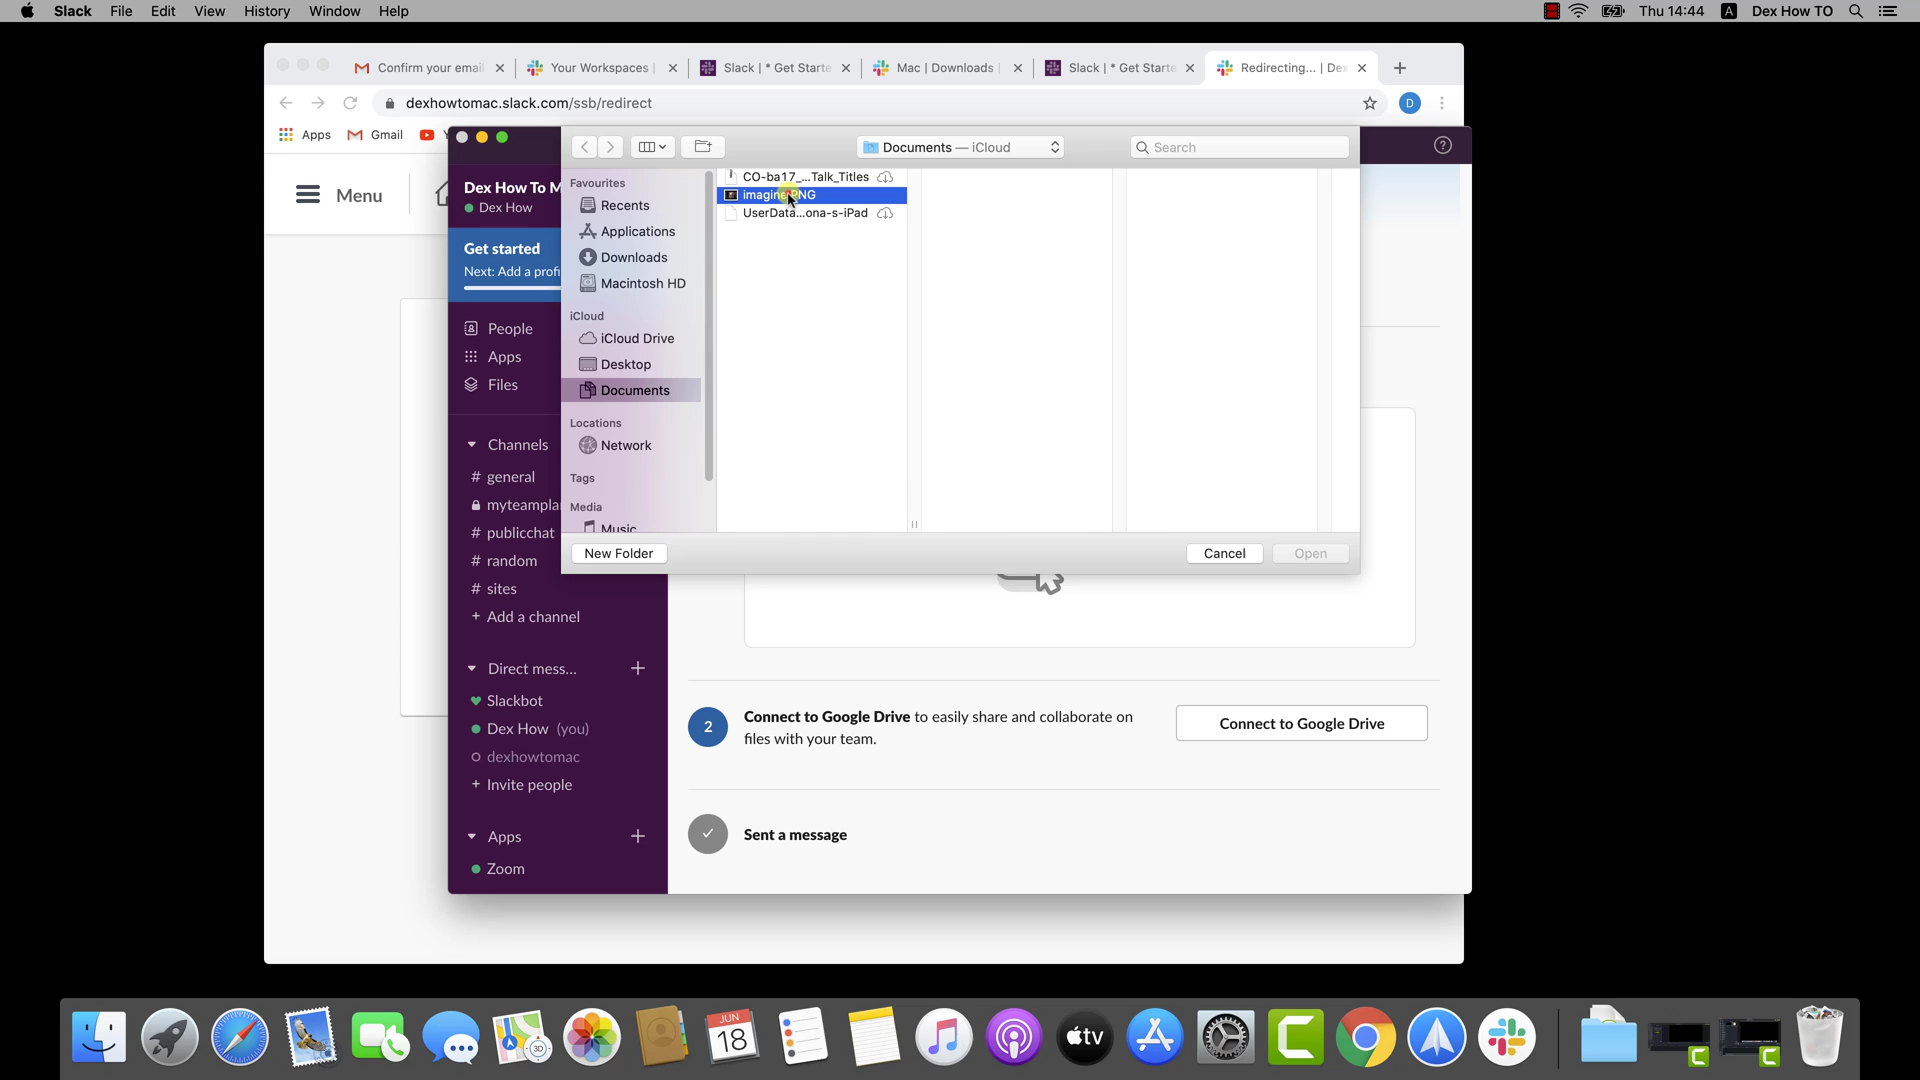 Slack File Edit View History Window Help
Thu 14:44 A Dex How TO
Confirm your email
Your Workspaces |
Slack | * Get Starte
Mac | Downloads |
Slack | * Get Starte
Redirecting... | Dex
dexhowtomac.slack.com/ssb/redirect
D
Apps Gmail
Menu
Documents — iCloud
Search
Dex How To M
Dex How
Get started
Next: Add a profi
People
Apps
Files
Channels
# general
myteampla
# publicchat
# random
# sites
+ Add a channel
Direct mess...
Slackbot
Dex How (you)
dexhowtomac
+ Invite people
Apps
Zoom
Favourites
Recents
Applications
Downloads
Macintosh HD
iCloud
iCloud Drive
Desktop
Documents
Locations
Network
Tags
Media
Music
CO-ba17_...Talk_Titles
imagine.PNG
UserData...ona-s-iPad
New Folder
Cancel
Open
2
Connect to Google Drive to easily share and collaborate on
files with your team.
Connect to Google Drive
Sent a message
JUN
18
3D
tv